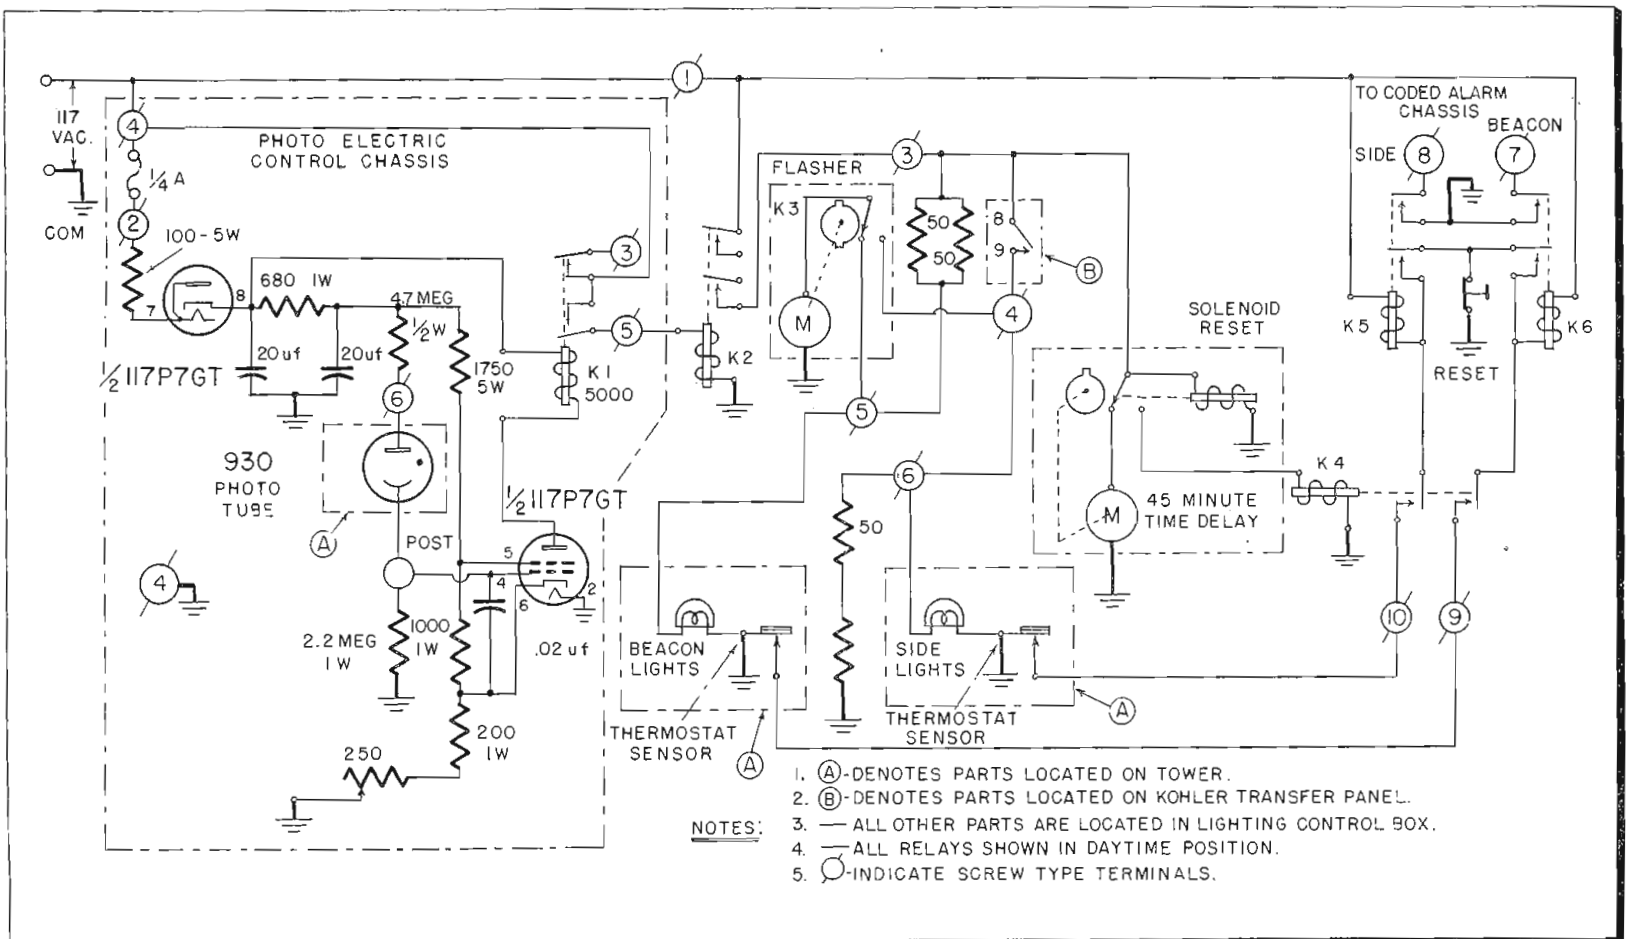 1
TO CODED ALARM
CHASSIS
117
VAC.
4
PHOTO ELECTRIC
CONTROL CHASSIS
BEACON
SIDE
8
7
3
FLASHER
1/4 A
K3
2
COM
50
50
8
9
B
100-5W
3
680 1W
8
7
4.7 MEG
1/2 W
4
M
SOLENOID
RESET
K5
K6
5
20uf
20uf
K2
1/2 117P7GT
1750
5W
K1
5000
RESET
6
5
930
PHOTO
TUBE
6
K4
1/2 117P7GT
50
M
45 MINUTE
TIME DELAY
A
POST
5
4
4
2
6
10
9
2.2 MEG
1W
1000
1W
.02uf
BEACON
LIGHTS
SIDE
LIGHTS
A
THERMOSTAT
SENSOR
THERMOSTAT
SENSOR
A
200
1W
250
NOTES:
1. A-DENOTES PARTS LOCATED ON TOWER.
2. B-DENOTES PARTS LOCATED ON KOHLER TRANSFER PANEL.
3. — ALL OTHER PARTS ARE LOCATED IN LIGHTING CONTROL BOX.
4. — ALL RELAYS SHOWN IN DAYTIME POSITION.
5. -INDICATE SCREW TYPE TERMINALS.